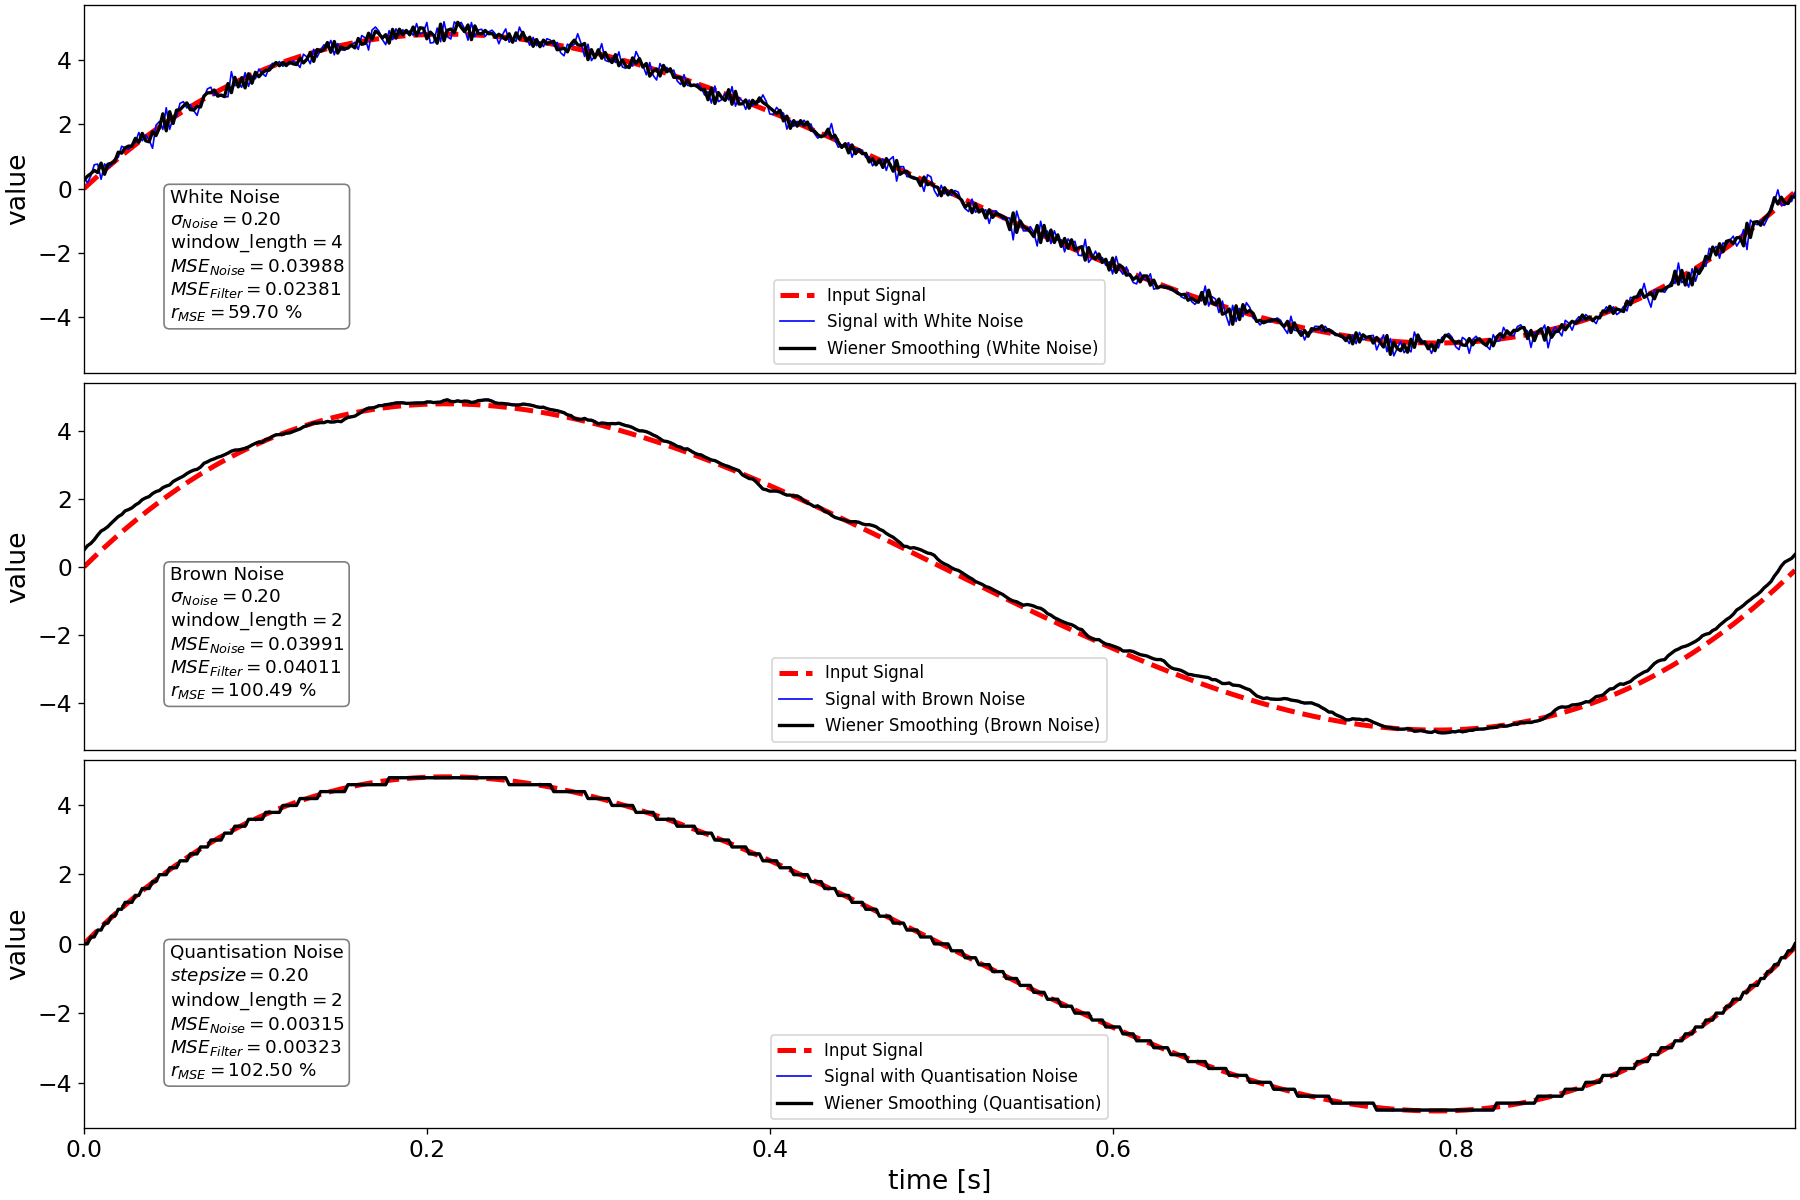 value
4
2
0
−2
−4
White Noise
σNoise = 0.20
window_length = 4
MSENoise = 0.03988
MSEFilter = 0.02381
rMSE = 59.70 %
Input Signal
Signal with White Noise
Wiener Smoothing (White Noise)
value
4
2
0
−2
−4
Brown Noise
σNoise = 0.20
window_length = 2
MSENoise = 0.03991
MSEFilter = 0.04011
rMSE = 100.49 %
Input Signal
Signal with Brown Noise
Wiener Smoothing (Brown Noise)
value
4
2
0
−2
−4
Quantisation Noise
stepsize = 0.20
window_length = 2
MSENoise = 0.00315
MSEFilter = 0.00323
rMSE = 102.50 %
Input Signal
Signal with Quantisation Noise
Wiener Smoothing (Quantisation)
0.0 0.2 0.4 0.6 0.8
time [s]